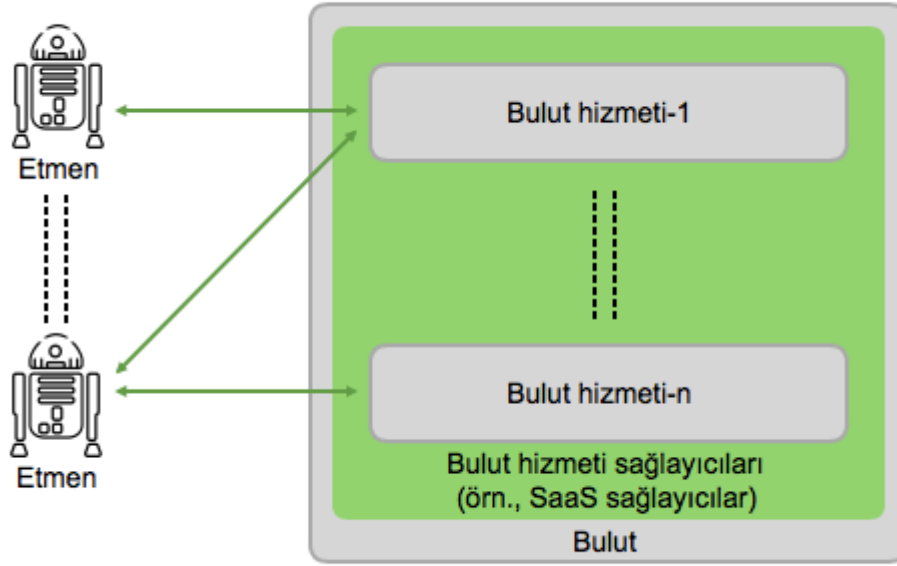 Etmen
Bulut hizmeti-1
Etmen
Bulut hizmeti-n
Bulut hizmeti sağlayıcıları
(örn., SaaS sağlayıcılar)
Bulut